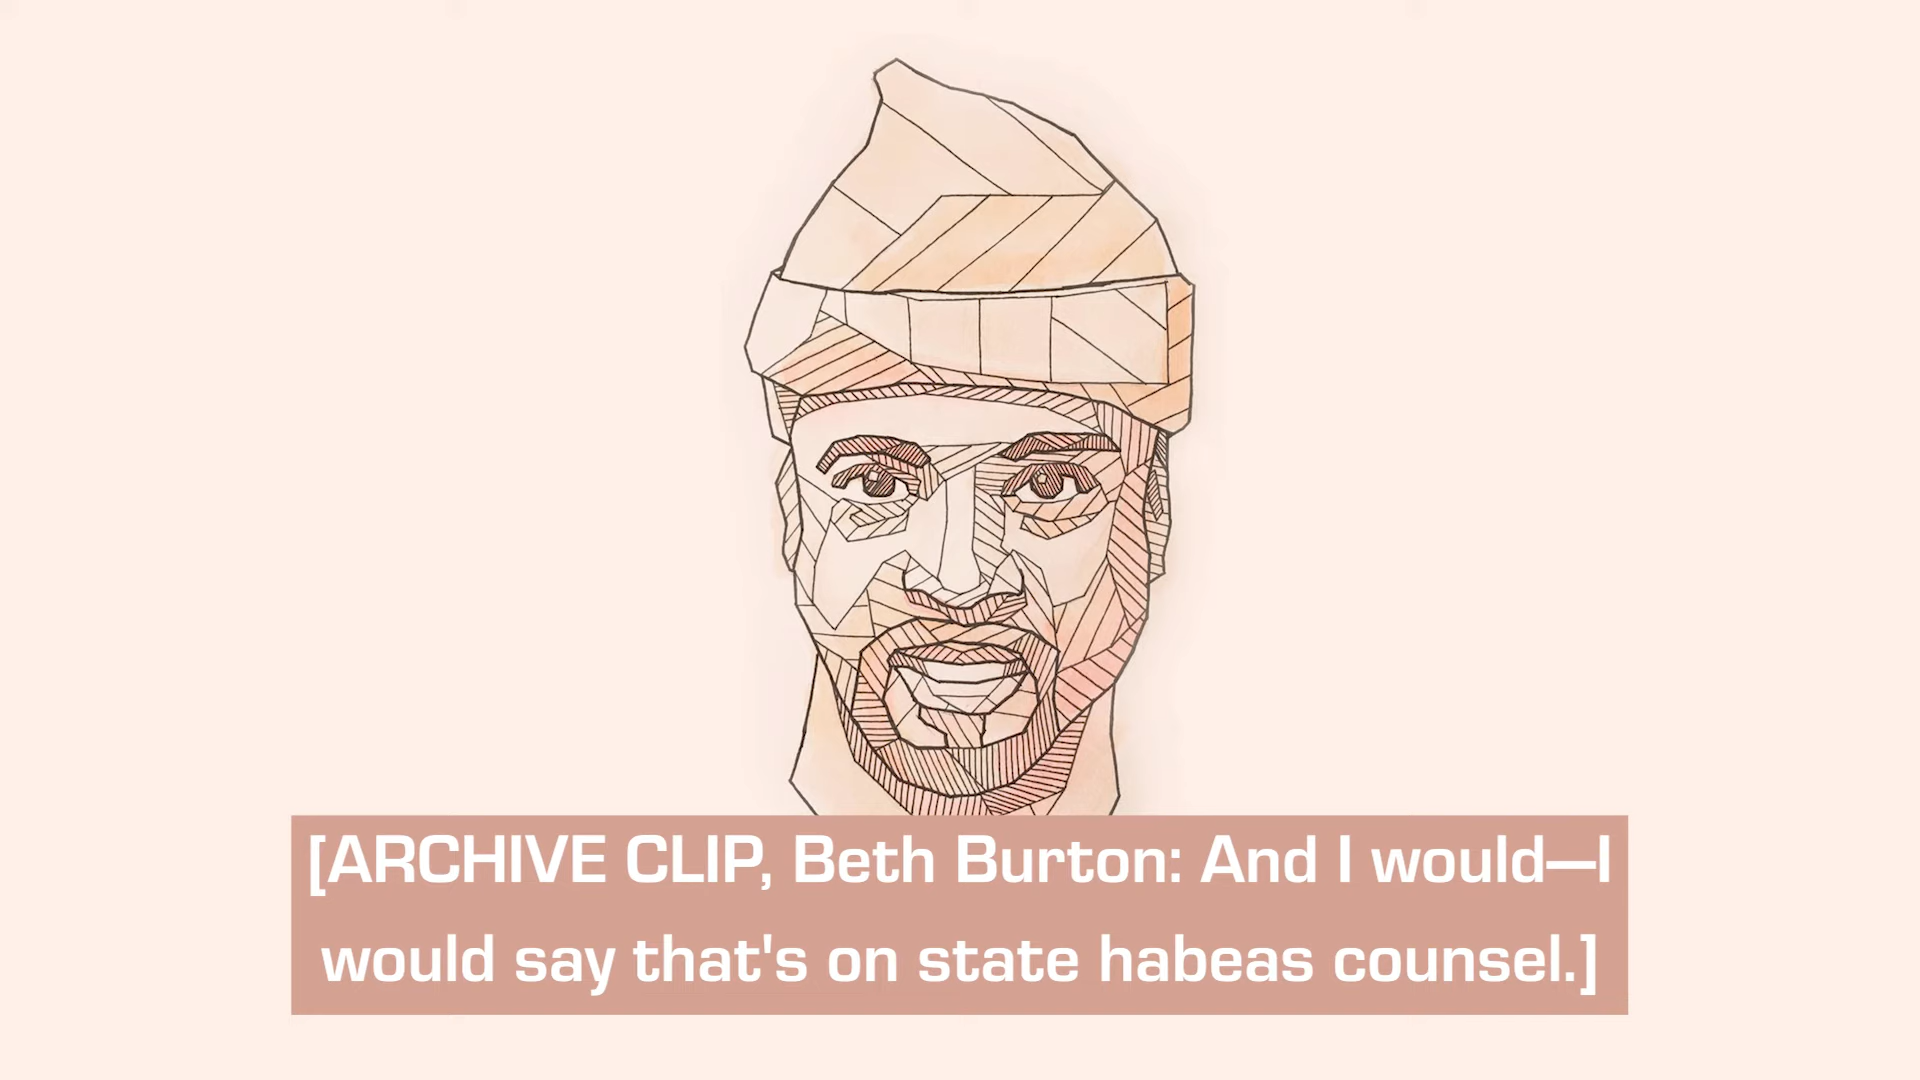 [ARCHIVE CLIP, Beth Burton: And I would—I
would say that's on state habeas counsel.]